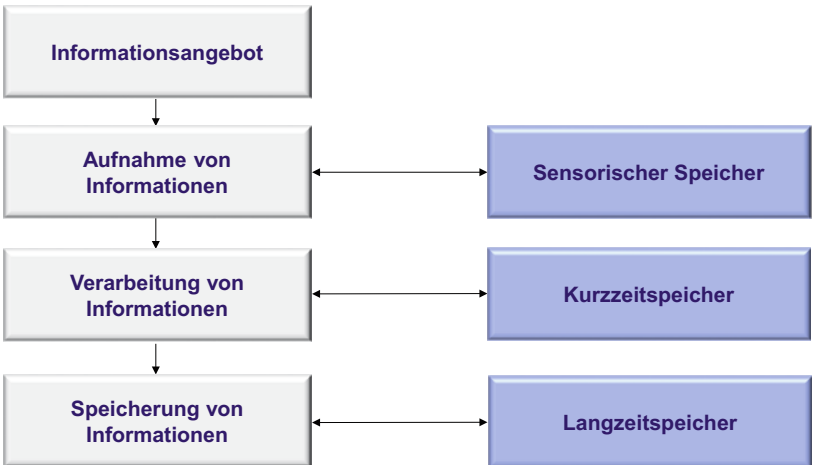 Informationsangebot
Aufnahme von
Informationen
Sensorischer Speicher
Verarbeitung von
Informationen
Kurzzeitspeicher
Speicherung von
Informationen
Langzeitspeicher